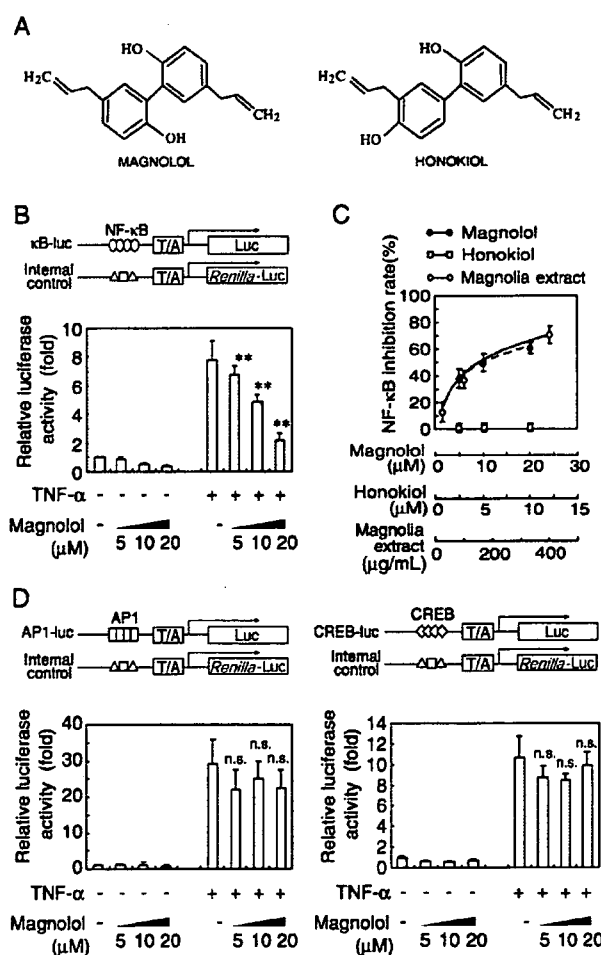 A
HO
H₂C
CH₂
OH
MAGNOLOL
HO
H₂C
CH₂
HO
HONOKIOL
B
NF-κB
κB-luc
T/A
Luc
Internal control
T/A
Renilla-Luc
Relative luciferase activity (fold)
10
8
6
4
2
0
**
**
**
TNF-α - - - - + + + +
Magnolol (μM) - 5 10 20 - 5 10 20
C
Magnolol
Honokiol
Magnolia extract
NF-κB inhibition rate(%)
100
80
60
40
20
0
Magnolol (μM) 0 10 20 30
Honokiol (μM) 0 5 10 15
Magnolia extract (μg/mL) 0 200 400
D
AP1
AP1-luc
T/A
Luc
Internal control
T/A
Renilla-Luc
Relative luciferase activity (fold)
40
30
20
10
0
n.s.
n.s.
n.s.
TNF-α - - - - + + + +
Magnolol (μM) - 5 10 20 - 5 10 20
CREB
CREB-luc
T/A
Luc
Internal control
T/A
Renilla-Luc
Relative luciferase activity (fold)
14
12
10
8
6
4
2
0
n.s.
n.s.
n.s.
TNF-α - - - - + + + +
Magnolol (μM) - 5 10 20 - 5 10 20